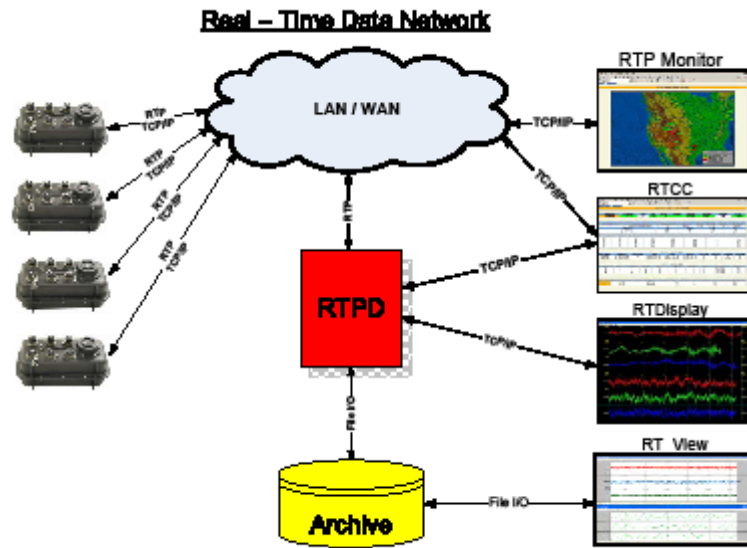 Real – Time Data Network
RTP Monitor
LAN / WAN
RTP
TCP/IP
RTP
TCP/IP
RTP
TCP/IP
RTP
TCP/IP
TCP/IP
TCP/IP
RTP
RTCC
TCP/IP
RTPD
RTDisplay
TCP/IP
File I/O
RT View
Archive
File I/O